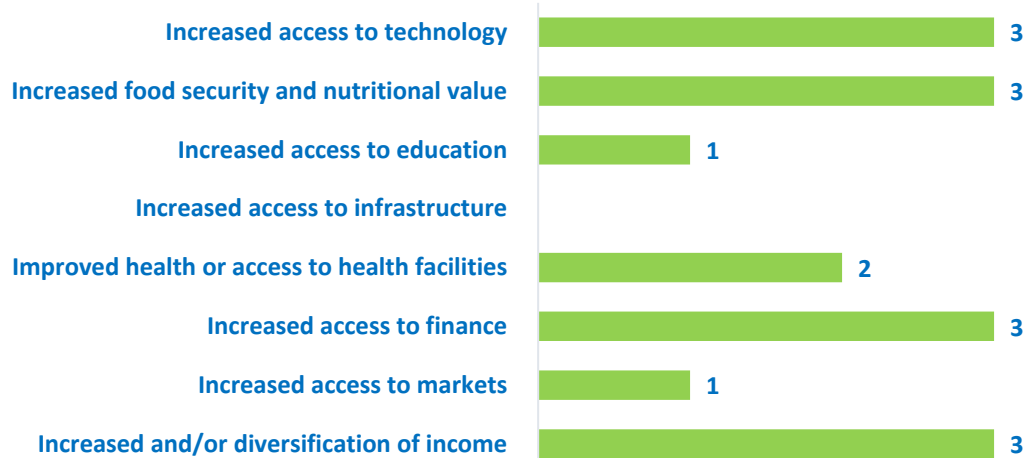 Increased access to technology 3
Increased food security and nutritional value 3
Increased access to education 1
Increased access to infrastructure
Improved health or access to health facilities 2
Increased access to finance 3
Increased access to markets 1
Increased and/or diversification of income 3